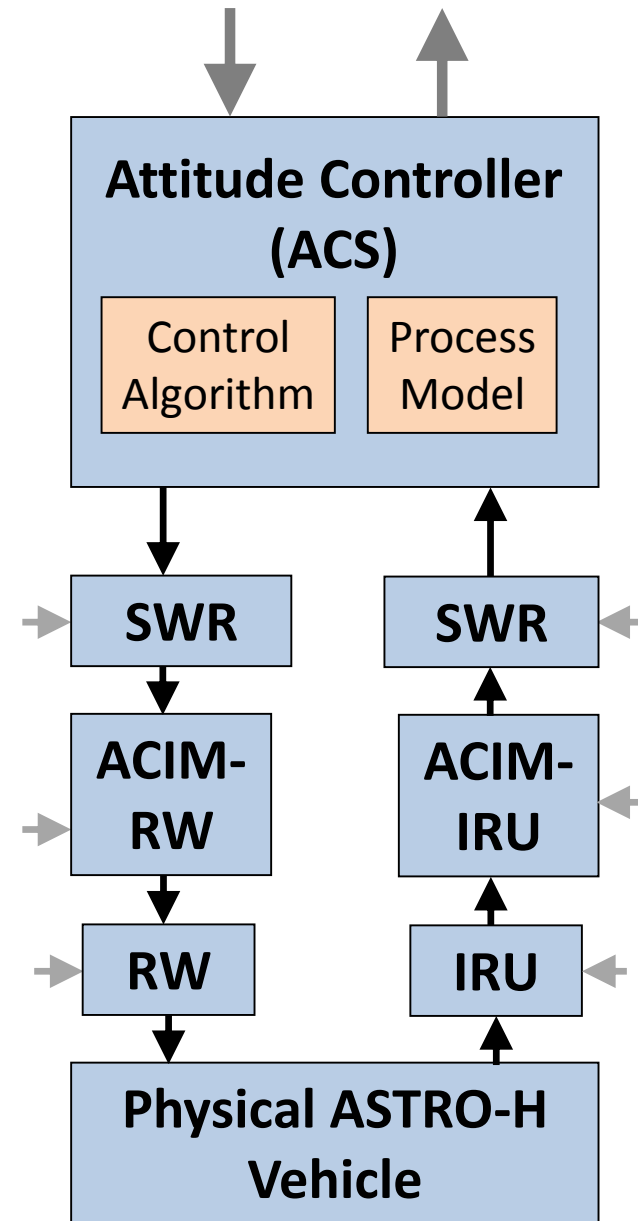 Attitude Controller
(ACS)
Control
Algorithm
Process
Model
SWR
SWR
ACIM-
RW
ACIM-
IRU
RW
IRU
Physical ASTRO-H
Vehicle